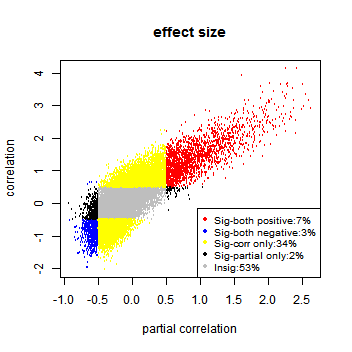 effect size
correlation
4
3
2
1
0
-1
-2
Sig-both positive:7%
Sig-both negative:3%
Sig-corr only:34%
Sig-partial only:2%
Insig:53%
-1.0 -0.5 0.0 0.5 1.0 1.5 2.0 2.5
partial correlation